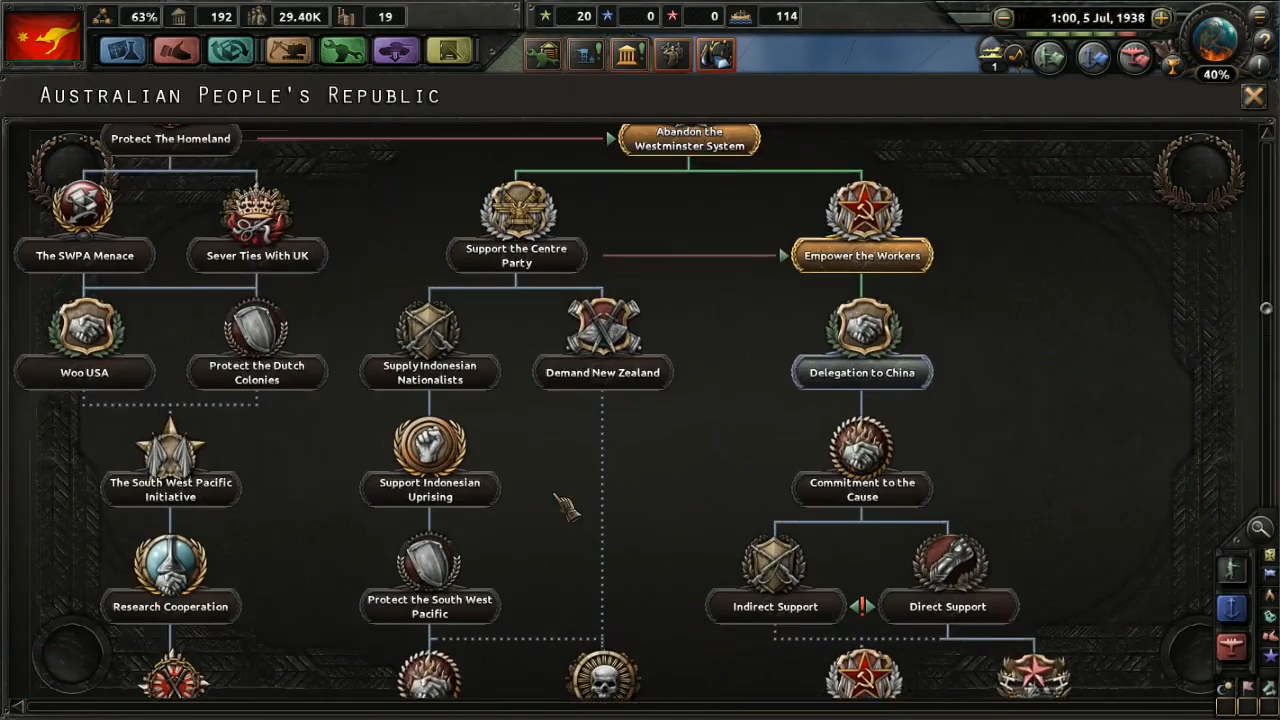 63% 192 29.40K 19 20 0 0 114 1:00, 5 Jul, 1938
1
40%
Australian People's Republic
Protect The Homeland
Abandon the
Westminster System
The SWPA Menace
Sever Ties With UK
Support the Centre
Party
Empower the Workers
Woo USA
Protect the Dutch
Colonies
Supply Indonesian
Nationalists
Demand New Zealand
Delegation to China
The South West Pacific
Initiative
Support Indonesian
Uprising
Commitment to the
Cause
Research Cooperation
Protect the South West
Pacific
Indirect Support
Direct Support